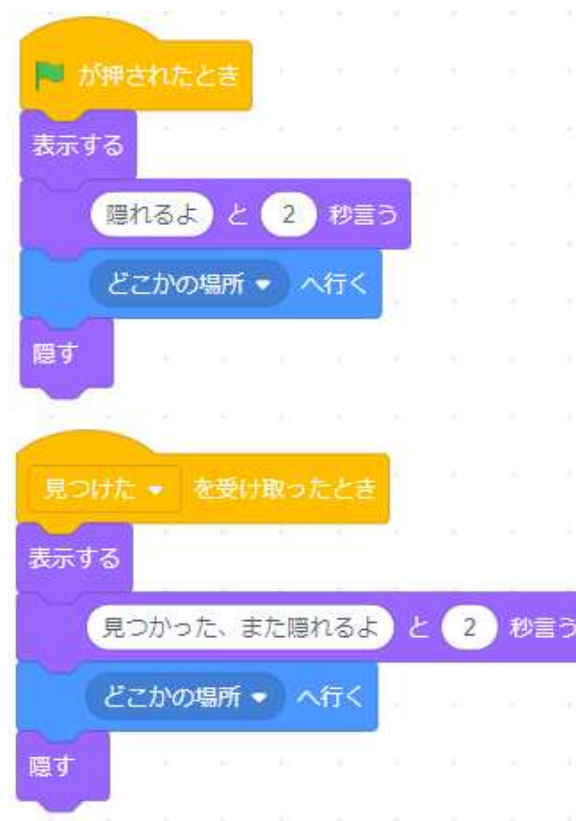 が押されたとき
表示する
隠れるよ と 2 秒言う
どこかの場所 へ行く
隠す
見つけた を受け取ったとき
表示する
見つかった、また隠れるよ と 2 秒言う
どこかの場所 へ行く
隠す